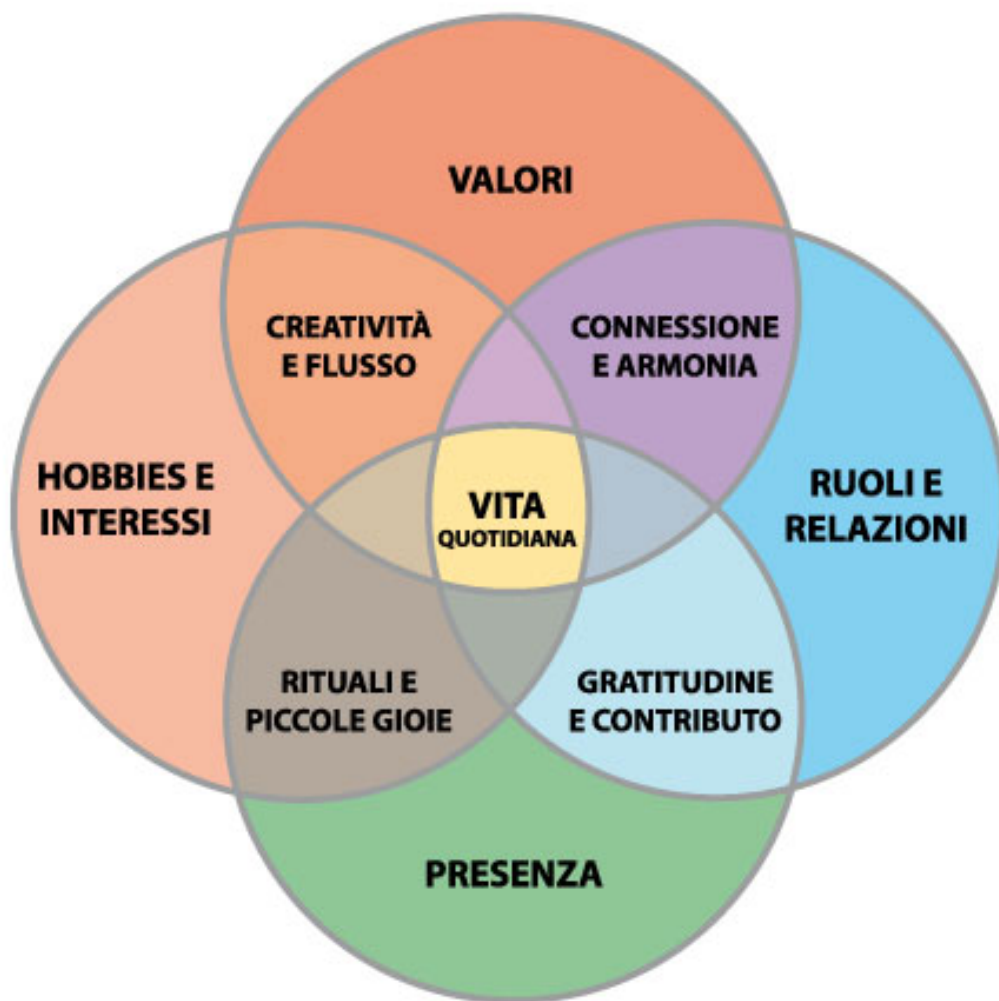 VALORI
CREATIVITÀ
E FLUSSO
CONNESSIONE
E ARMONIA
HOBBIES E
INTERESSI
VITA
QUOTIDIANA
RUOLI E
RELAZIONI
RITUALI E
PICCOLE GIOIE
GRATITUDINE
E CONTRIBUTO
PRESENZA